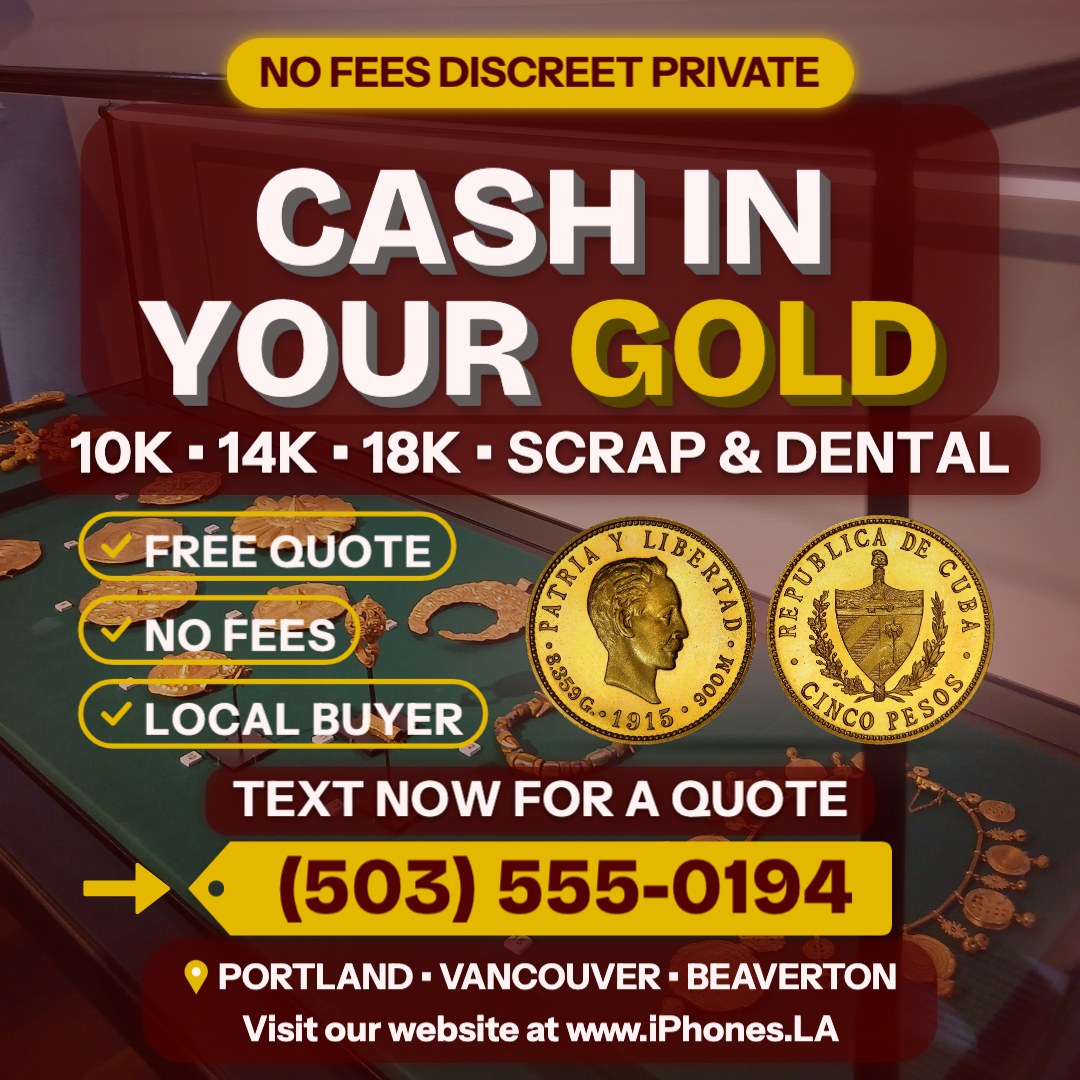 NO FEES DISCREET PRIVATE
CASH IN
YOUR GOLD
10K ▪ 14K ▪ 18K ▪ SCRAP & DENTAL
FREE QUOTE
NO FEES
LOCAL BUYER
PATRIA Y LIBERTAD
· 8.359G. · 1915 · 900M ·
REPUBLICA DE CUBA
· CINCO PESOS ·
TEXT NOW FOR A QUOTE
(503) 555-0194
PORTLAND ▪ VANCOUVER ▪ BEAVERTON
Visit our website at www.iPhones.LA